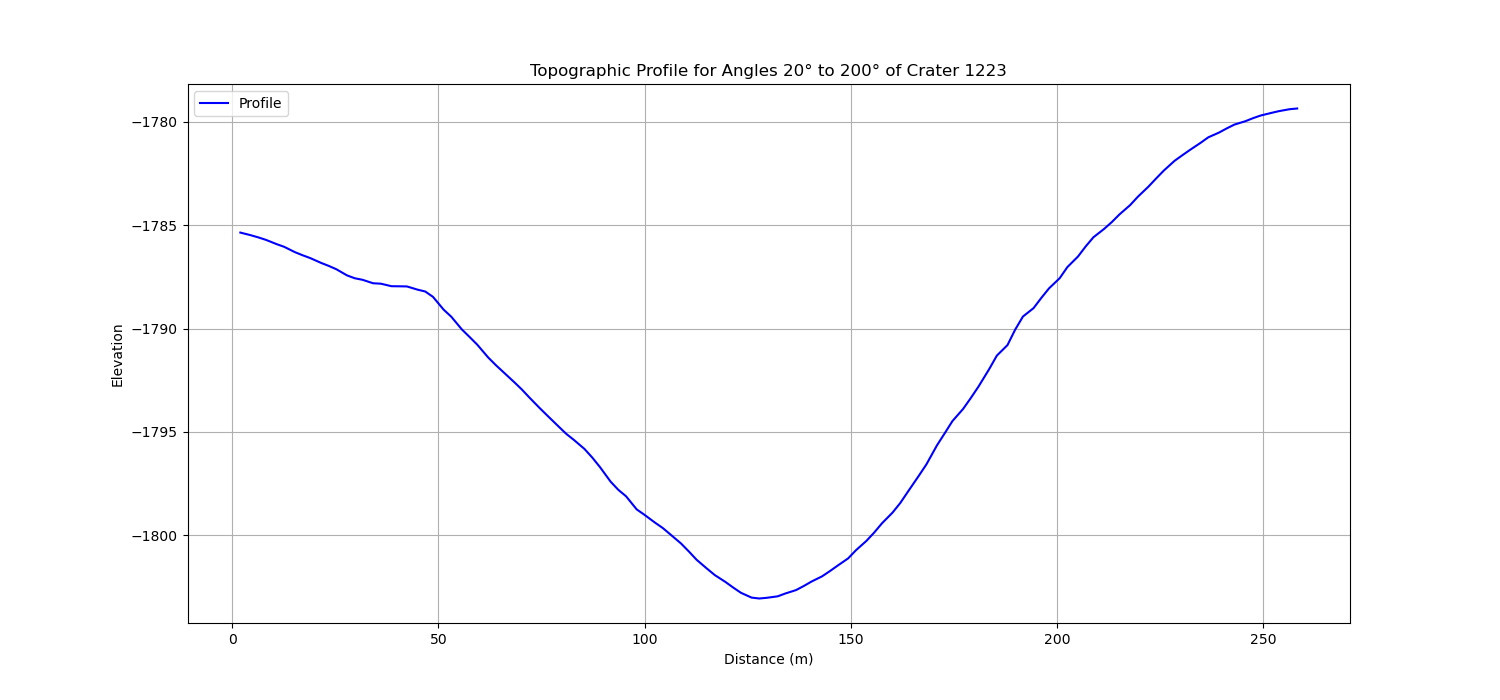 Topographic Profile for Angles 20° to 200° of Crater 1223
Profile
−1780
−1785
−1790
−1795
−1800
Elevation
0 50 100 150 200 250
Distance (m)